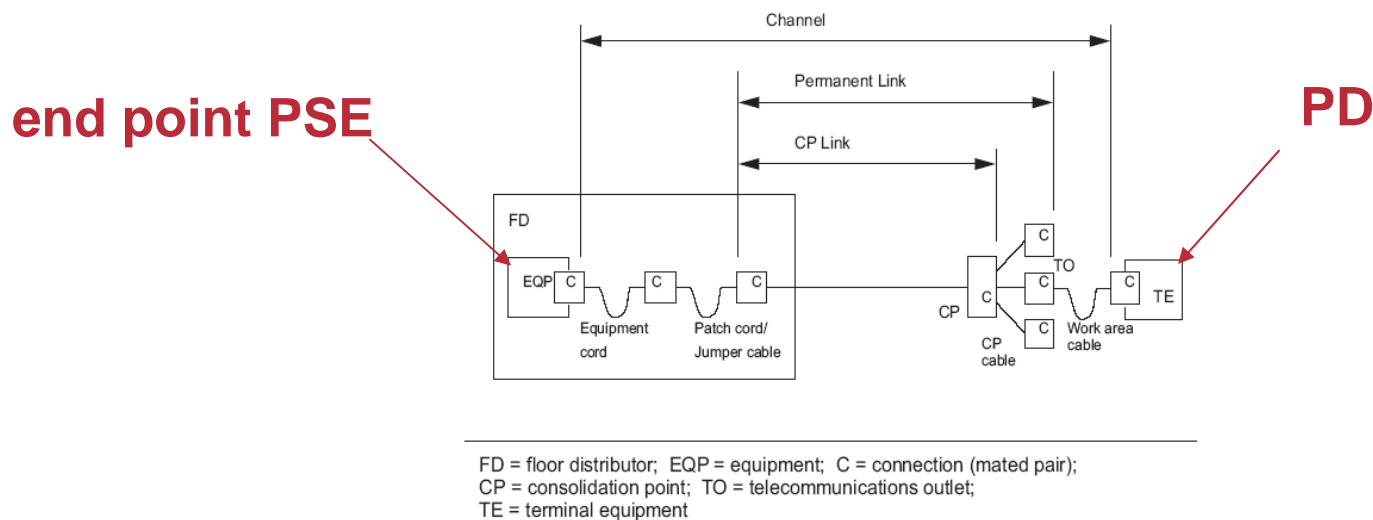 Channel
Permanent Link
end point PSE
PD
CP Link
FD
C
TO
EQP
C
C
C
C
C
C
TE
CP
C
Equipment
cord
Patch cord/
Jumper cable
CP
cable
Work area
cable
FD = floor distributor; EQP = equipment; C = connection (mated pair);
CP = consolidation point; TO = telecommunications outlet;
TE = terminal equipment